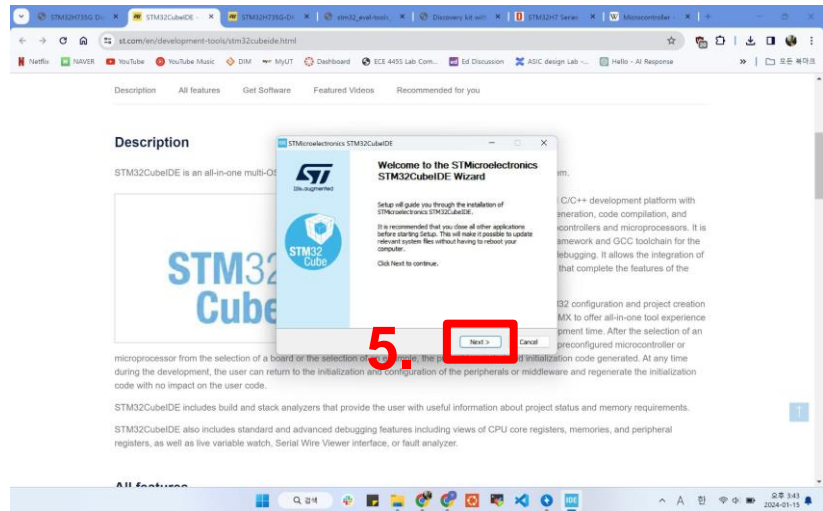 STM32H735G Di
STM32CubeIDE -
STM32H735G-DI
stm32_eval-tools_
Discovery kit with
STM32H7 Series
Microcontroller -
st.com/en/development-tools/stm32cubeide.html
Netflix NAVER YouTube YouTube Music DIM MyUT Dashboard ECE 4455 Lab Com... Ed Discussion ASIC design Lab -... Hello - AI Response » 모든 북마크
Description All features Get Software Featured Videos Recommended for you
Description
STM32CubeIDE is an all-in-one multi-OS
em.
STMicroelectronics STM32CubeIDE
ST
life.augmented
STM32
Cube
Welcome to the STMicroelectronics
STM32CubeIDE Wizard
Setup will guide you through the installation of
STMicroelectronics STM32CubeIDE.
It is recommended that you close all other applications
before starting Setup. This will make it possible to update
relevant system files without having to reboot your
computer.
Click Next to continue.
Next > Cancel
5.
STM32
Cube
C/C++ development platform with
eneration, code compilation, and
controllers and microprocessors. It is
amework and GCC toolchain for the
debugging. It allows the integration of
that complete the features of the
32 configuration and project creation
MX to offer all-in-one tool experience
pment time. After the selection of an
preconfigured microcontroller or
microprocessor from the selection of a board or the selection of an example, the p d initialization code generated. At any time
during the development, the user can return to the initialization and configuration of the peripherals or middleware and regenerate the initialization
code with no impact on the user code.
STM32CubeIDE includes build and stack analyzers that provide the user with useful information about project status and memory requirements.
STM32CubeIDE also includes standard and advanced debugging features including views of CPU core registers, memories, and peripheral
registers, as well as live variable watch, Serial Wire Viewer interface, or fault analyzer.
All features
검색
IDE
A 한
오후 3:43
2024-01-15